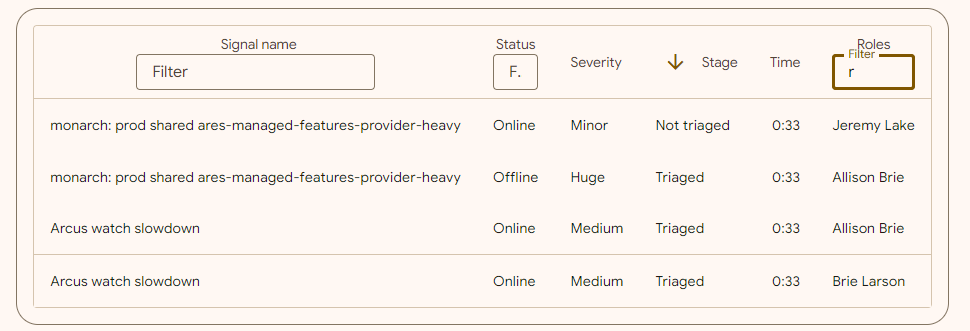 Signal name Status Severity Stage Time Roles
Filter F. Filter
r
monarch: prod shared ares-managed-features-provider-heavy Online Minor Not triaged 0:33 Jeremy Lake
monarch: prod shared ares-managed-features-provider-heavy Offline Huge Triaged 0:33 Allison Brie
Arcus watch slowdown Online Medium Triaged 0:33 Allison Brie
Arcus watch slowdown Online Medium Triaged 0:33 Brie Larson